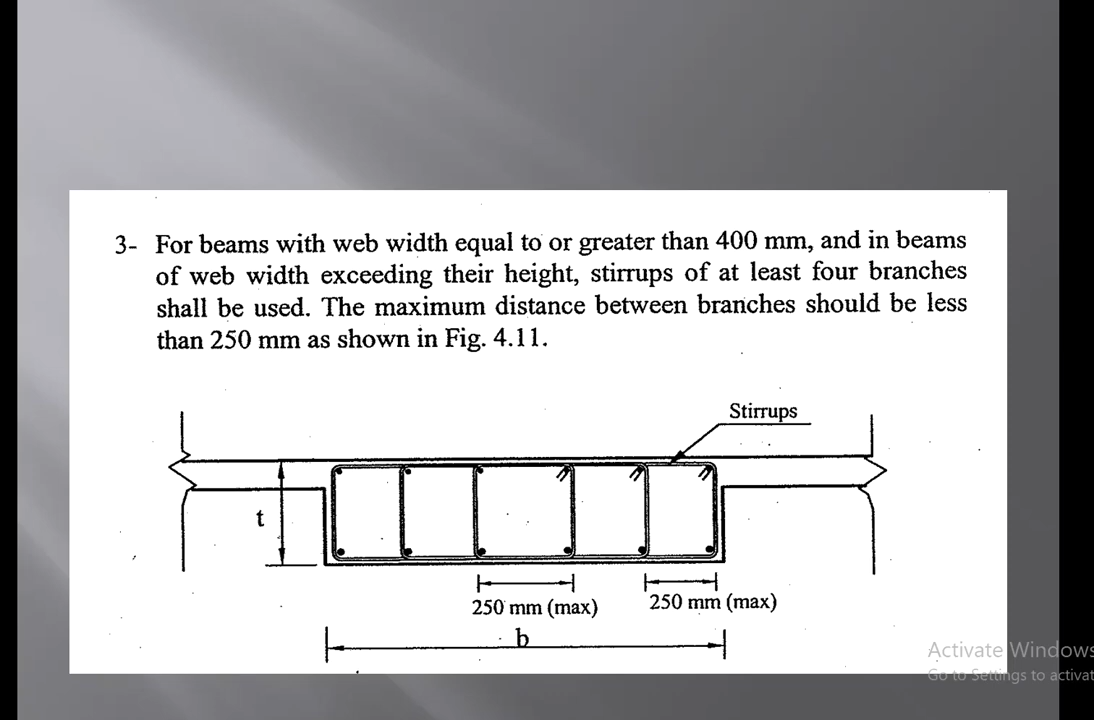 3- For beams with web width equal to or greater than 400 mm, and in beams
of web width exceeding their height, stirrups of at least four branches
shall be used. The maximum distance between branches should be less
than 250 mm as shown in Fig. 4.11.
Stirrups
t
250 mm (max)
250 mm (max)
b
Activate Windows
Go to Settings to activat